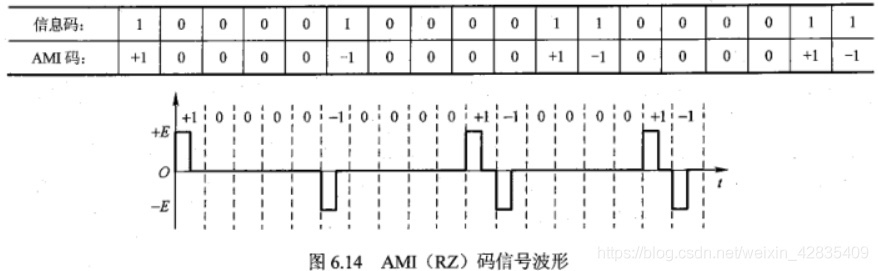 信息码: 1 0 0 0 0 1 0 0 0 0 1 1 0 0 0 0 1 1
AMI 码: +1 0 0 0 0 -1 0 0 0 0 +1 -1 0 0 0 0 +1 -1
+1 0 0 0 0 -1 0 0 0 0 +1 -1 0 0 0 0 +1 -1
+E
O
t
-E
图 6.14 AMI（RZ）码信号波形
https://blog.csdn.net/weixin_42835409